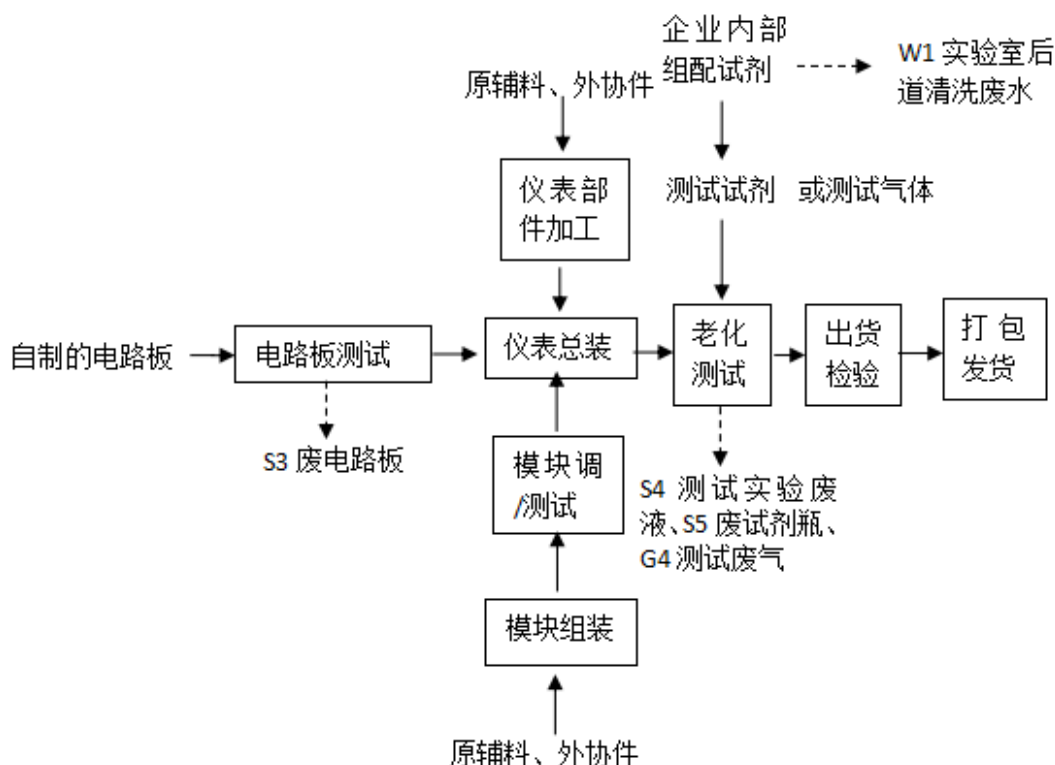 企业内部
组配试剂
W1 实验室后
道清洗废水
原辅料、外协件
仪表部
件加工
测试试剂 或测试气体
自制的电路板
电路板测试
仪表总装
老化
测试
出货
检验
打包
发货
S3 废电路板
模块调
/测试
S4 测试实验废
液、S5 废试剂瓶、
G4 测试废气
模块组装
原辅料、外协件